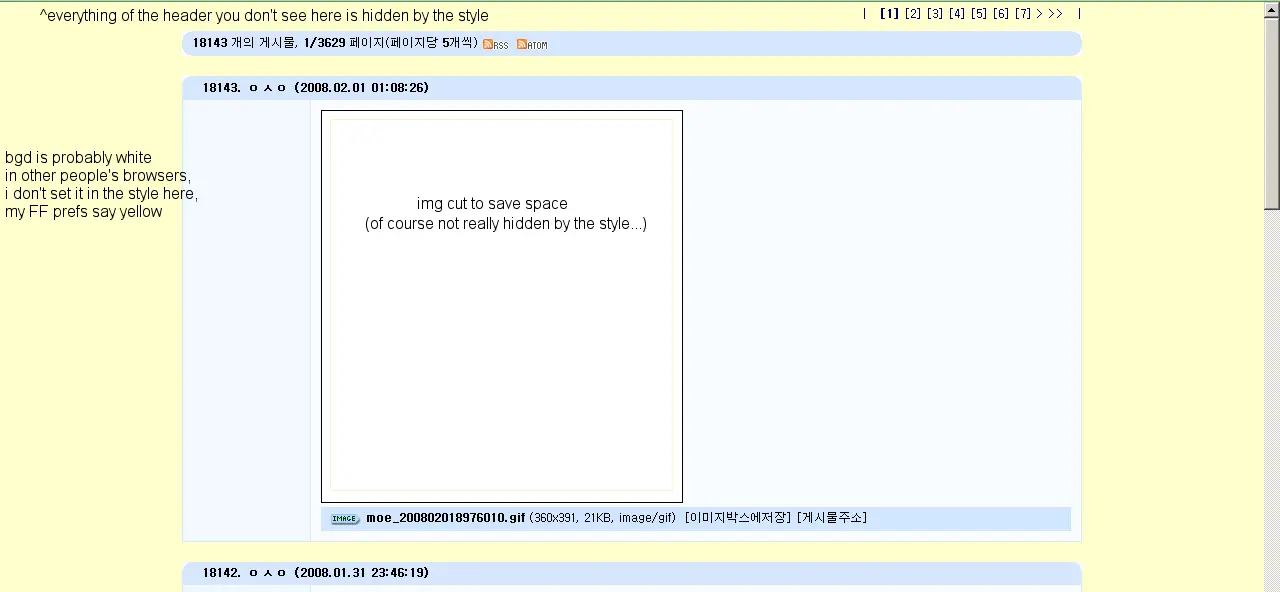 ^everything of the header you don't see here is hidden by the style
| [1] [2] [3] [4] [5] [6] [7] > >> |
18143 개의 게시물, 1/3629 페이지(페이지당 5개씩) RSS ATOM
18143. ㅇㅅㅇ (2008.02.01 01:08:26)
bgd is probably white
in other people's browsers,
i don't set it in the style here,
my FF prefs say yellow
img cut to save space
(of course not really hidden by the style...)
IMAGE moe_200802018976010.gif (360x391, 21KB, image/gif) [이미지박스에저장] [게시물주소]
18142. ㅇㅅㅇ (2008.01.31 23:46:19)